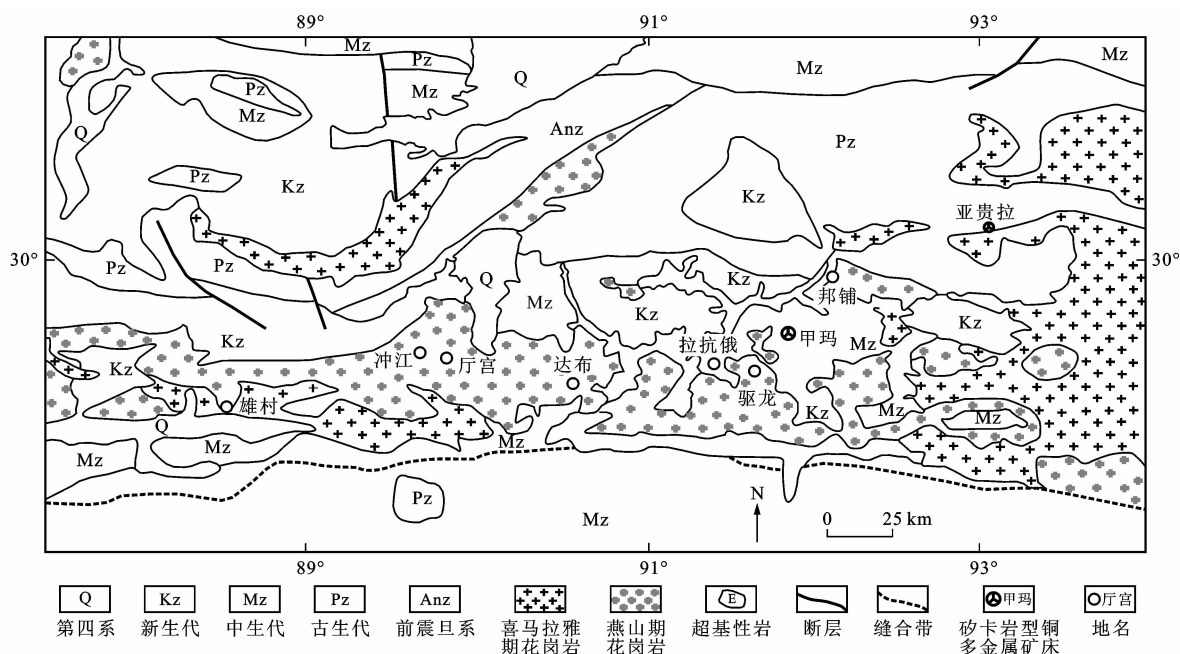 89°
91°
93°
Mz
Pz
Mz
Q
Mz
Mz
Pz
Mz
Q
Anz
Pz
Pz
Kz
Kz
亚贵拉
30°
Pz
Pz
Q
Mz
Kz
邦铺
30°
Kz
Kz
Kz
甲玛
Mz
Kz
冲江
厅宫
达布
拉抗俄
驱龙
雄村
Kz
Mz
Mz
Q
Mz
Mz
Mz
Pz
Mz
N
0 25 km
89°
91°
93°
Q
Kz
Mz
Pz
Anz
E
甲玛
厅宫
第四系
新生代
中生代
古生代
前震旦系
喜马拉雅
期花岗岩
燕山期
花岗岩
超基性岩
断层
缝合带
矽卡岩型铜
多金属矿床
地名